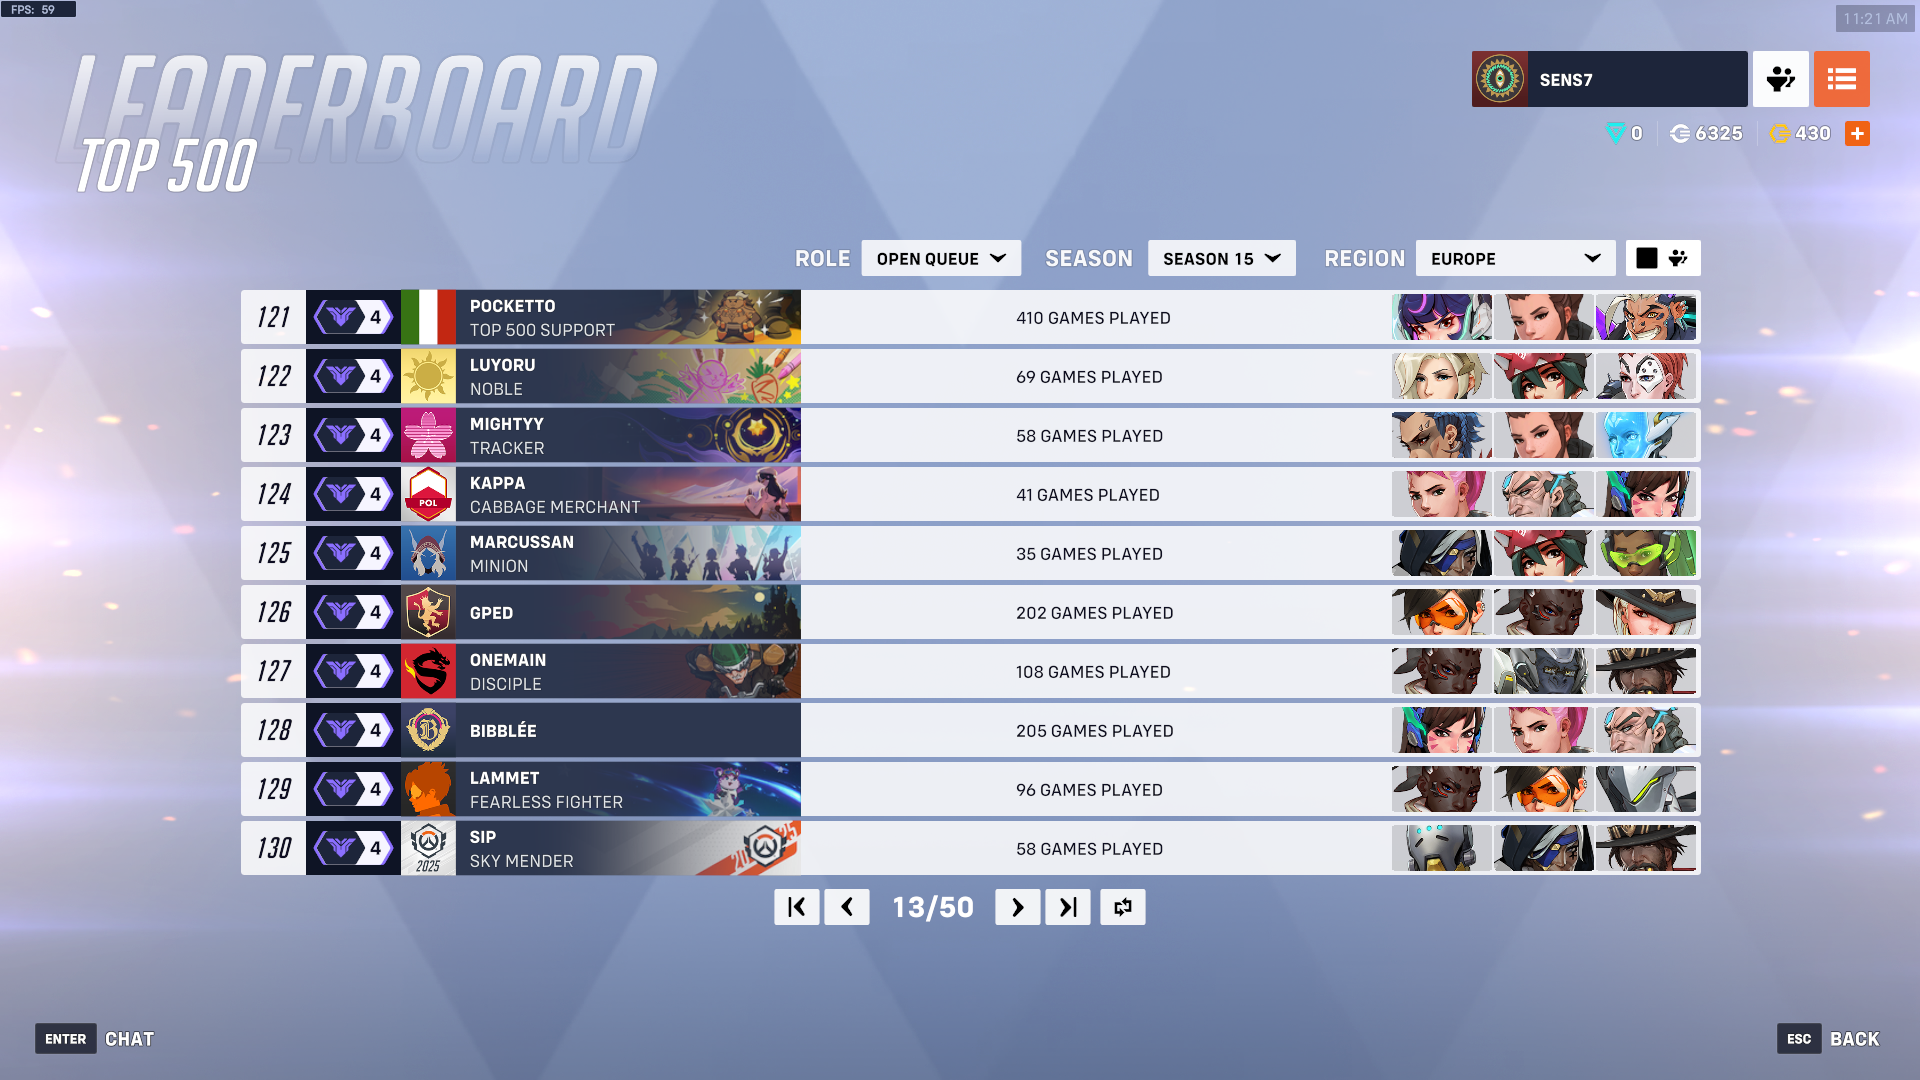 FPS: 59
11:21 AM
LEADERBOARD
TOP 500
SENS7
0
6325
430
ROLE
OPEN QUEUE
SEASON
SEASON 15
REGION
EUROPE
121
4
POCKETTO
TOP 500 SUPPORT
410 GAMES PLAYED
122
4
LUYORU
NOBLE
69 GAMES PLAYED
123
4
MIGHTYY
TRACKER
58 GAMES PLAYED
124
4
POL
KAPPA
CABBAGE MERCHANT
41 GAMES PLAYED
125
4
MARCUSSAN
MINION
35 GAMES PLAYED
126
4
GPED
202 GAMES PLAYED
127
4
ONEMAIN
DISCIPLE
108 GAMES PLAYED
128
4
B
BIBBLÉE
205 GAMES PLAYED
129
4
LAMMET
FEARLESS FIGHTER
96 GAMES PLAYED
130
4
2025
SIP
SKY MENDER
2025
58 GAMES PLAYED
13/50
ENTER CHAT
ESC BACK